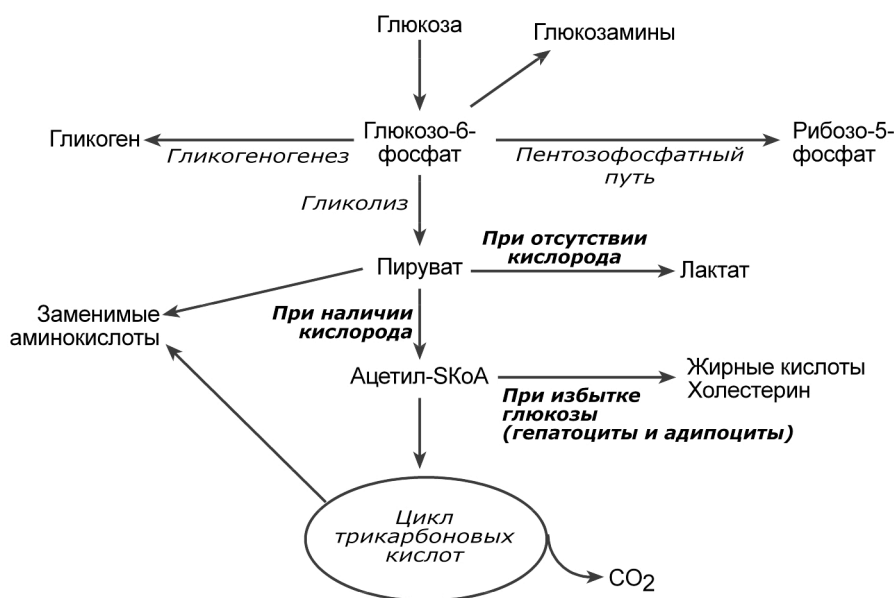 Глюкоза
Глюкозамины
Гликоген
Гликогеногенез
Глюкозо-6-
фосфат
Пентозофосфатный
путь
Рибозо-5-
фосфат
Гликолиз
При отсутствии
кислорода
Пируват
Лактат
Заменимые
аминокислоты
При наличии
кислорода
Ацетил-SКоА
Жирные кислоты
Холестерин
При избытке
глюкозы
(гепатоциты и адипоциты)
Цикл
трикарбоновых
кислот
CO2